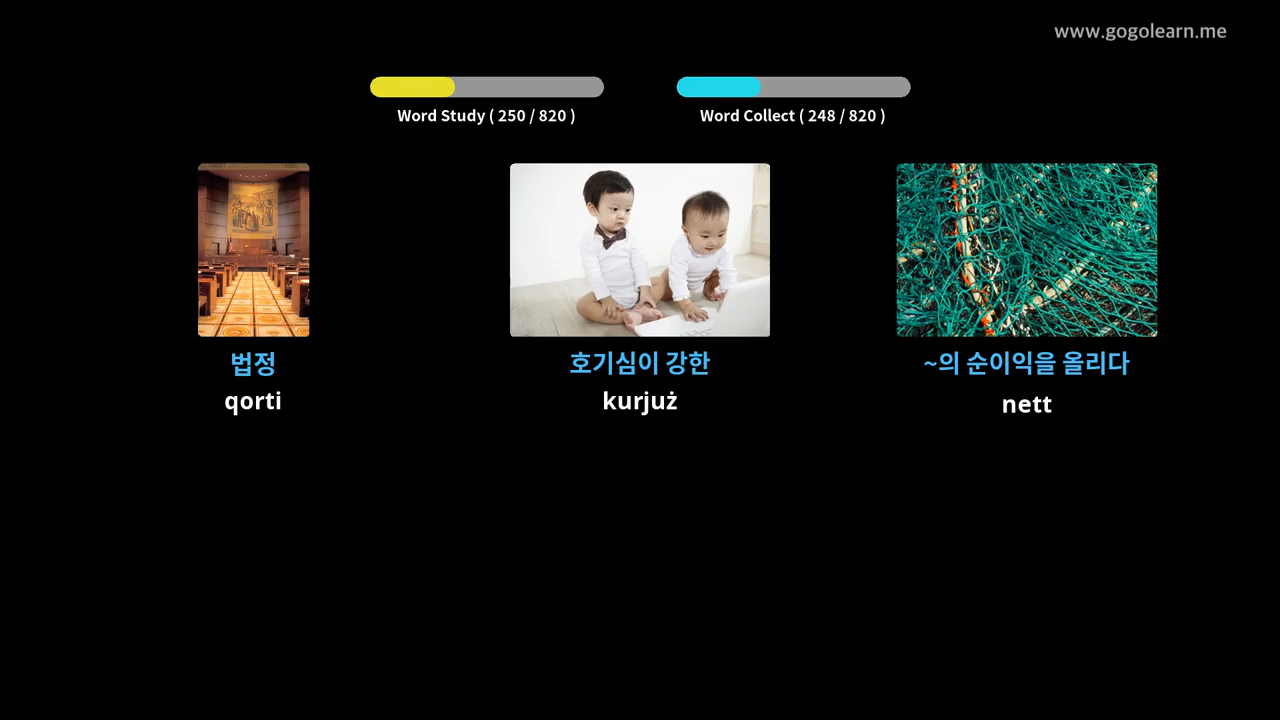 www.gogolearn.me
Word Study ( 250 / 820 )
Word Collect ( 248 / 820 )
법정
qorti
호기심이 강한
kurjuż
~의 순이익을 올리다
nett